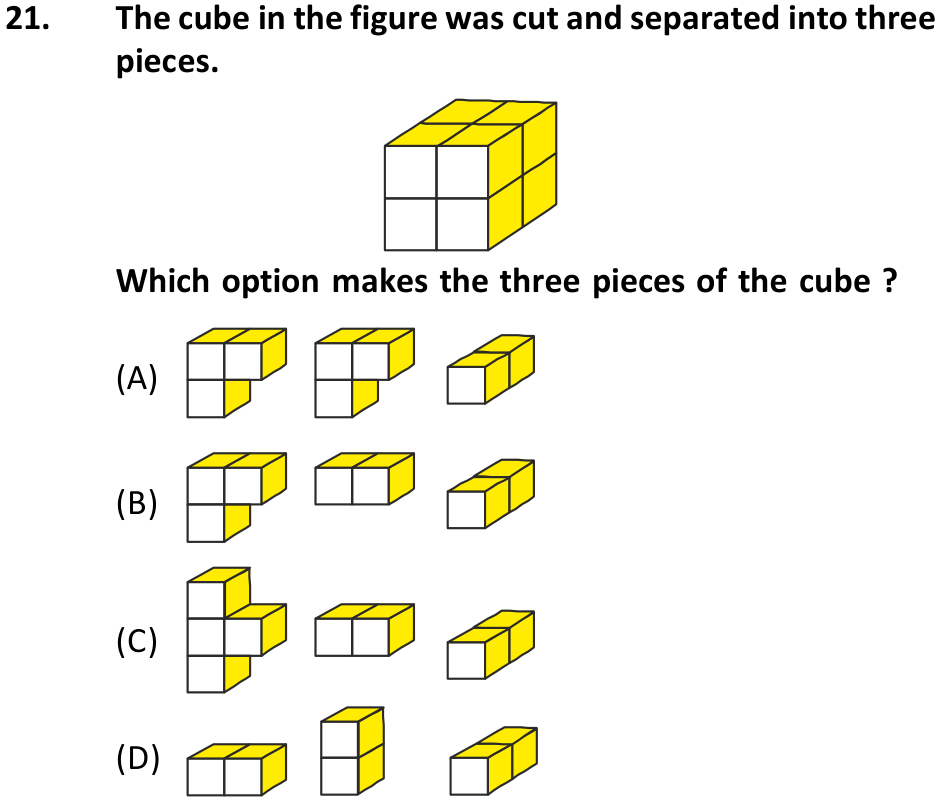 21. The cube in the figure was cut and separated into three
pieces.
Which option makes the three pieces of the cube ?
(A)
(B)
(C)
(D)